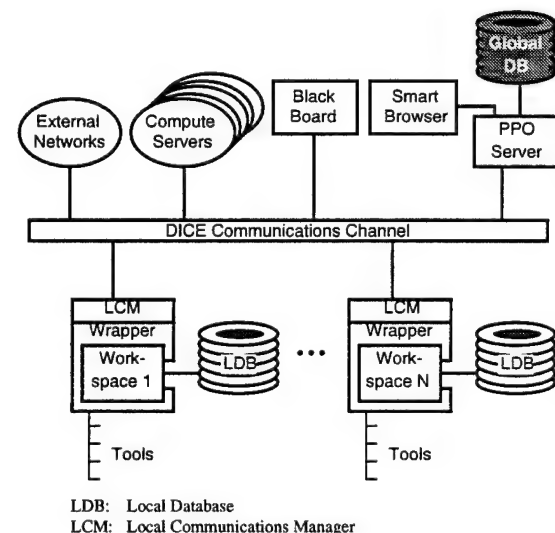 Global
DB
External
Networks
Compute
Servers
Black
Board
Smart
Browser
PPO
Server
DICE Communications Channel
LCM
Wrapper
Work-
space 1
LDB
...
LCM
Wrapper
Work-
space N
LDB
Tools
Tools
LDB: Local Database
LCM: Local Communications Manager